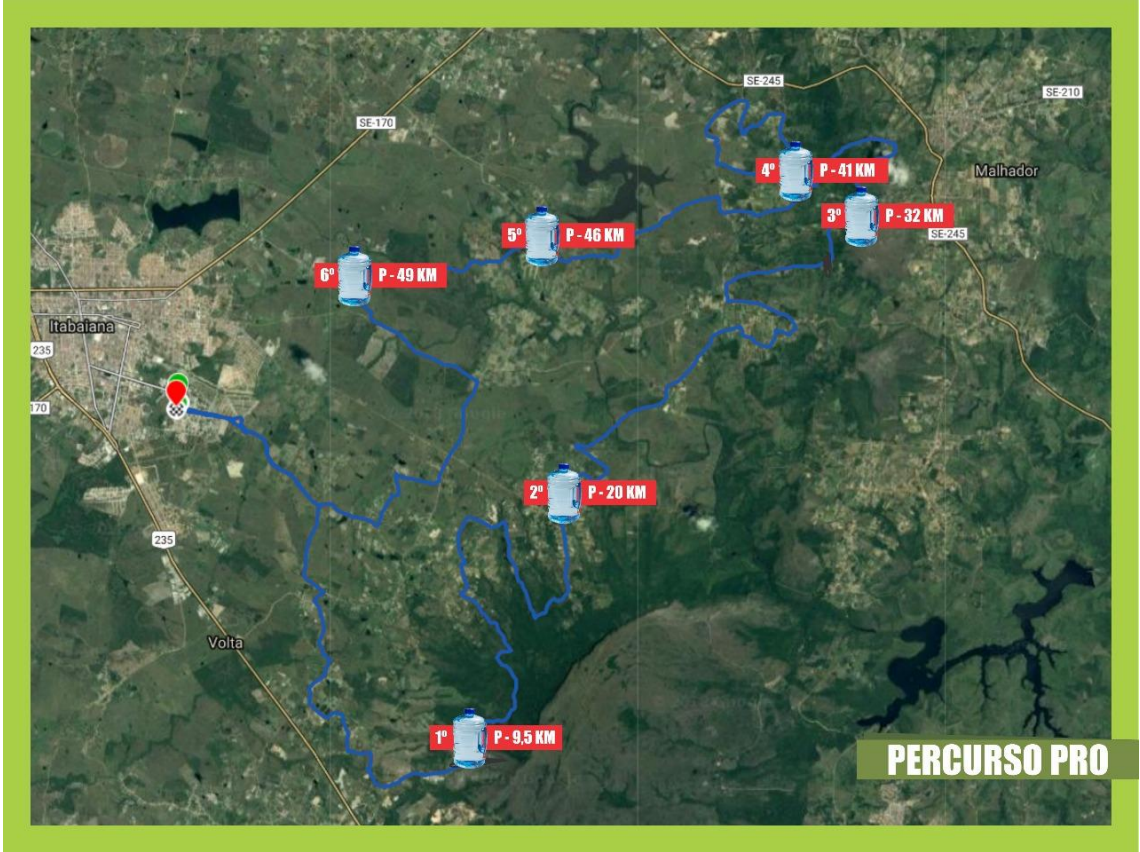 SE-245
SE-210
SE-170
4º P - 41 KM
Malhador
3º P - 32 KM
5º P - 46 KM
SE-245
6º P - 49 KM
Itabaiana
235
170
2º P - 20 KM
235
Volta
1º P - 9,5 KM
PERCURSO PRO